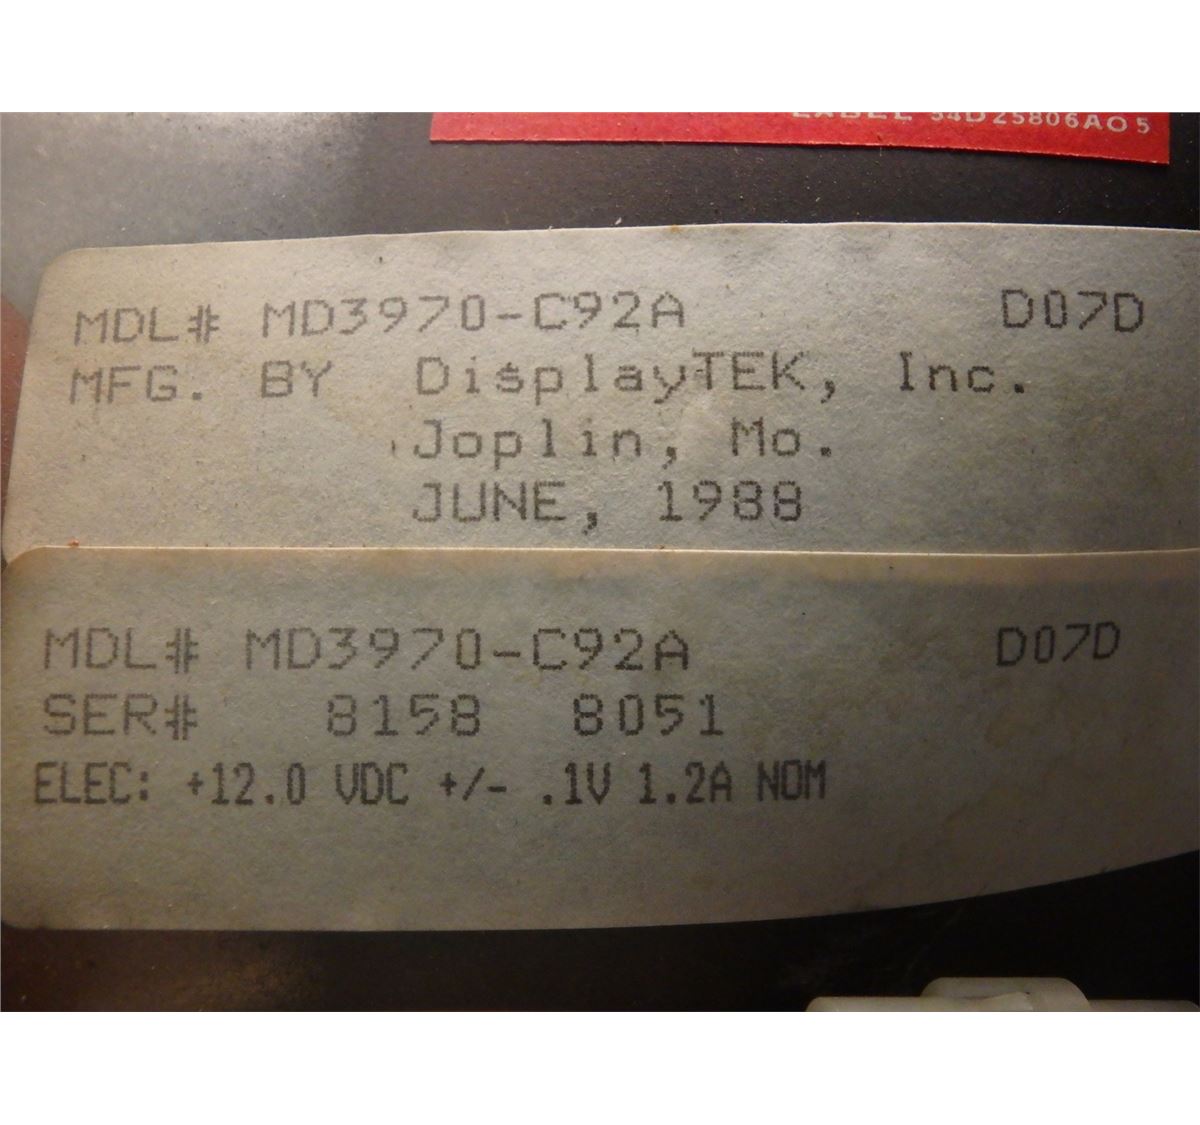 LABEL 54D25806A05
MDL# MD3970-C92A D07D
MFG. BY DisplayTEK, Inc.
Joplin, Mo.
JUNE, 1988
MDL# MD3970-C92A D07D
SER# 8158 8051
ELEC: +12.0 VDC +/- .1V 1.2A NOM